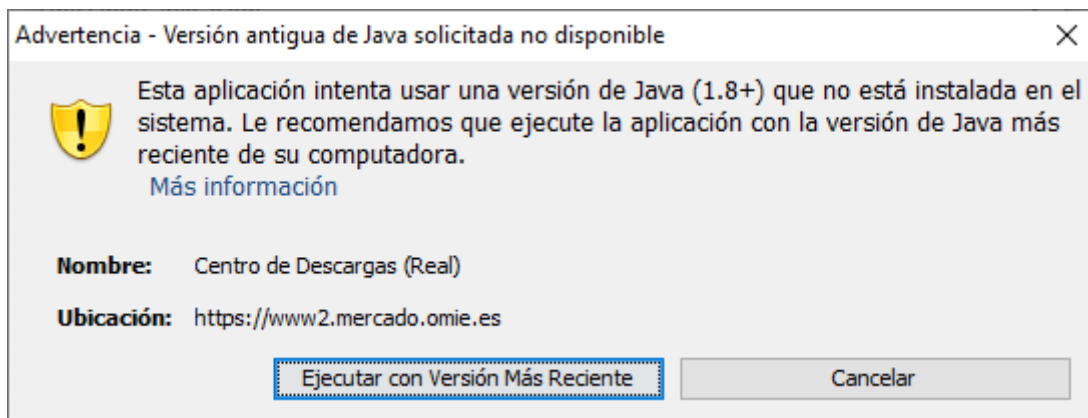 Advertencia - Versión antigua de Java solicitada no disponible
Esta aplicación intenta usar una versión de Java (1.8+) que no está instalada en el
sistema. Le recomendamos que ejecute la aplicación con la versión de Java más
reciente de su computadora.
Más información
Nombre: Centro de Descargas (Real)
Ubicación: https://www2.mercado.omie.es
Ejecutar con Versión Más Reciente Cancelar